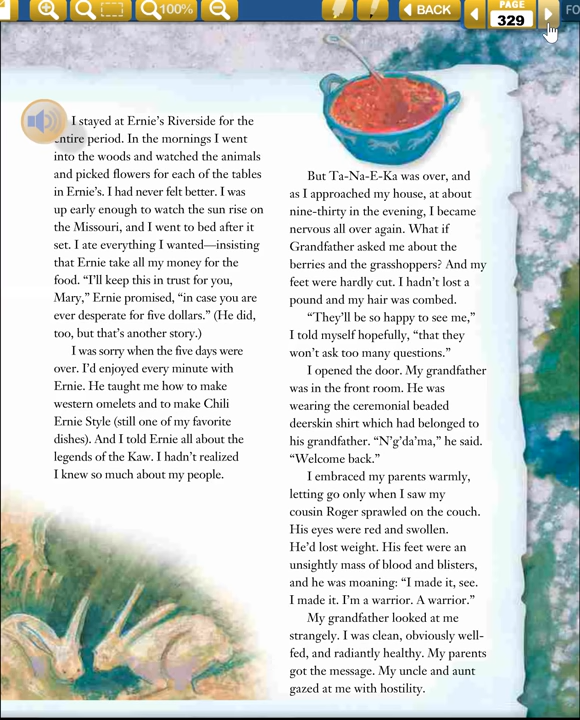 100%
BACK
PAGE
329
FO
I stayed at Ernie’s Riverside for the
entire period. In the mornings I went
into the woods and watched the animals
and picked flowers for each of the tables
in Ernie’s. I had never felt better. I was
up early enough to watch the sun rise on
the Missouri, and I went to bed after it
set. I ate everything I wanted—insisting
that Ernie take all my money for the
food. “I’ll keep this in trust for you,
Mary,” Ernie promised, “in case you are
ever desperate for five dollars.” (He did,
too, but that’s another story.)
I was sorry when the five days were
over. I’d enjoyed every minute with
Ernie. He taught me how to make
western omelets and to make Chili
Ernie Style (still one of my favorite
dishes). And I told Ernie all about the
legends of the Kaw. I hadn’t realized
I knew so much about my people.
But Ta-Na-E-Ka was over, and
as I approached my house, at about
nine-thirty in the evening, I became
nervous all over again. What if
Grandfather asked me about the
berries and the grasshoppers? And my
feet were hardly cut. I hadn’t lost a
pound and my hair was combed.
“They’ll be so happy to see me,”
I told myself hopefully, “that they
won’t ask too many questions.”
I opened the door. My grandfather
was in the front room. He was
wearing the ceremonial beaded
deerskin shirt which had belonged to
his grandfather. “N’g’da’ma,” he said.
“Welcome back.”
I embraced my parents warmly,
letting go only when I saw my
cousin Roger sprawled on the couch.
His eyes were red and swollen.
He’d lost weight. His feet were an
unsightly mass of blood and blisters,
and he was moaning: “I made it, see.
I made it. I’m a warrior. A warrior.”
My grandfather looked at me
strangely. I was clean, obviously well-
fed, and radiantly healthy. My parents
got the message. My uncle and aunt
gazed at me with hostility.